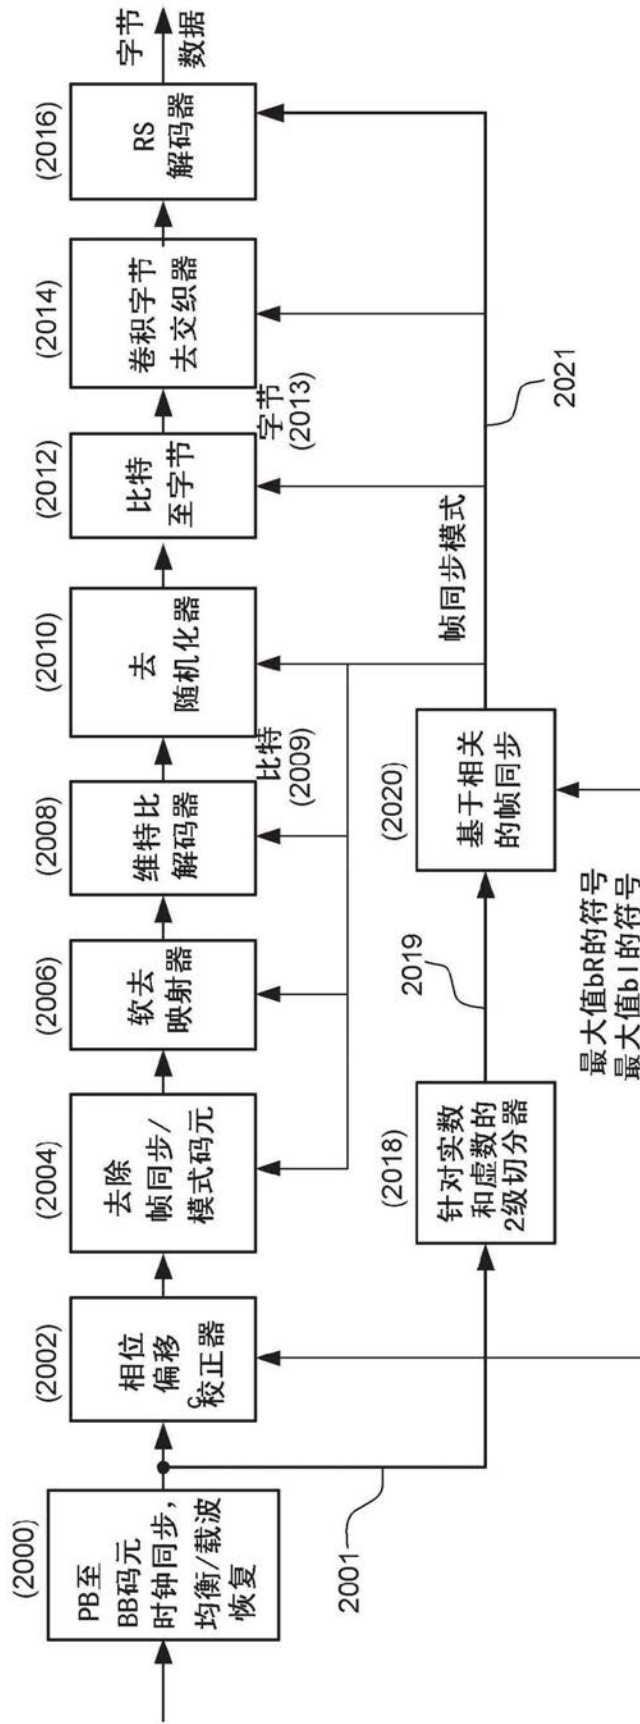 (2000)
PB至
BB码元
时钟同步，
均衡/载波
恢复
2001
(2002)
相位
偏移
C校正器
(2004)
去除
帧同步/
模式码元
(2006)
软去
映射器
(2008)
维特比
解码器
比特
(2009)
(2010)
去
随机化器
(2012)
比特
至字节
字节
(2013)
(2014)
卷积字节
去交织器
(2016)
RS
解码器
字节
数据
(2018)
针对实数
和虚数的
2级切分器
2019
(2020)
基于相关
的帧同步
帧同步模式
2021
最大值bR的符号
最大值bI的符号